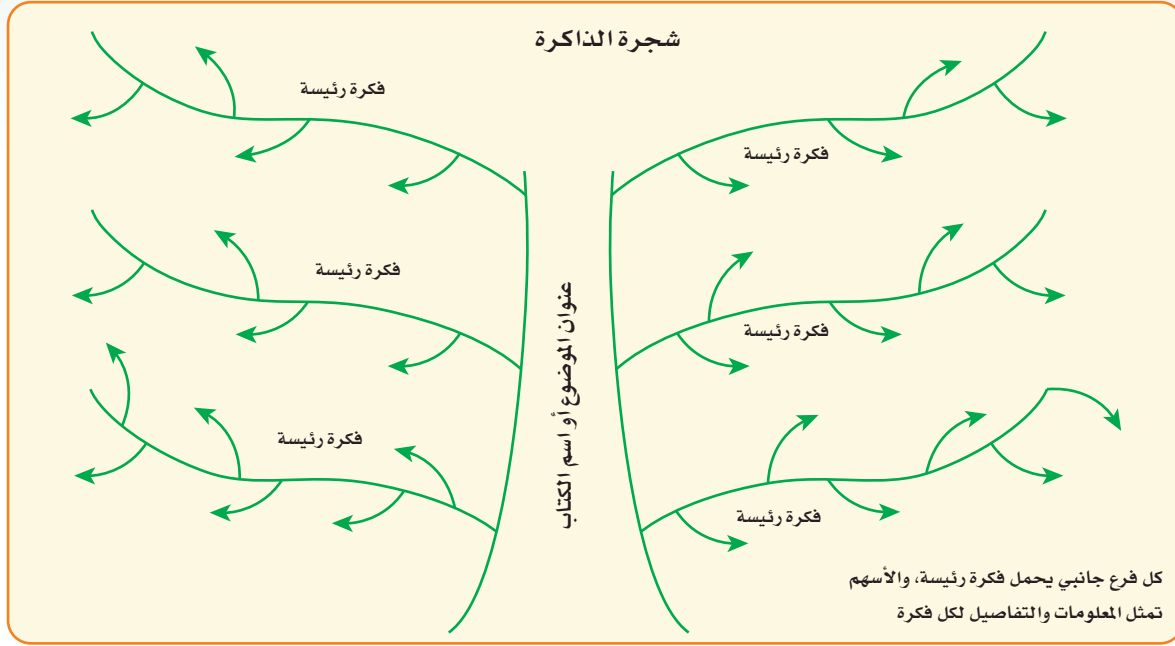 شجرة الذاكرة
فكرة رئيسة
فكرة رئيسة
فكرة رئيسة
فكرة رئيسة
فكرة رئيسة
فكرة رئيسة
عنوان الموضوع أو اسم الكتاب
كل فرع جانبي يحمل فكرة رئيسة، والأسهم
تمثل المعلومات والتفاصيل لكل فكرة